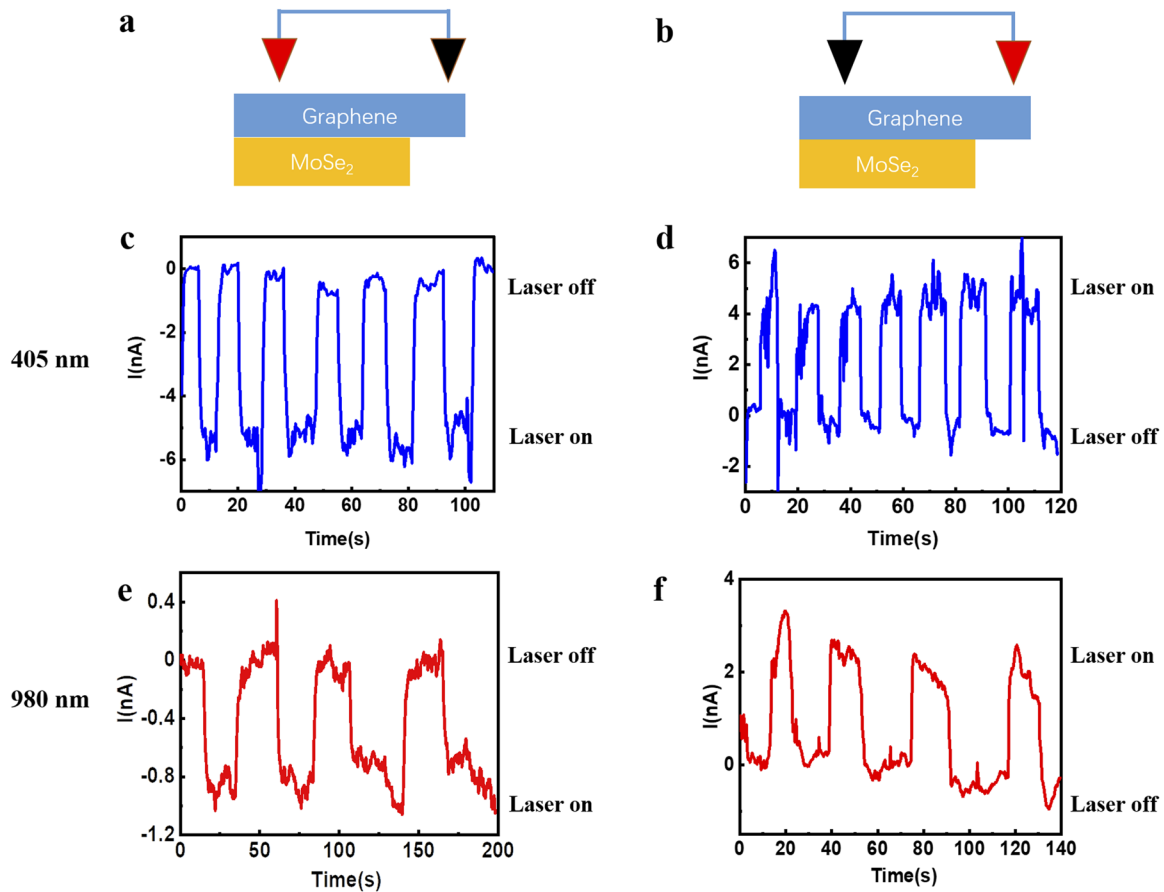 a
b
Graphene
MoSe₂
Graphene
MoSe₂
405 nm
c
I(nA)
0
-2
-4
-6
0 20 40 60 80 100
Time(s)
Laser off
Laser on
d
I(nA)
6
4
2
0
-2
0 20 40 60 80 100 120
Time(s)
Laser on
Laser off
980 nm
e
I(nA)
0.4
0
-0.4
-0.8
-1.2
0 50 100 150 200
Time(s)
Laser off
Laser on
f
I(nA)
4
2
0
0 20 40 60 80 100 120 140
Time(s)
Laser on
Laser off